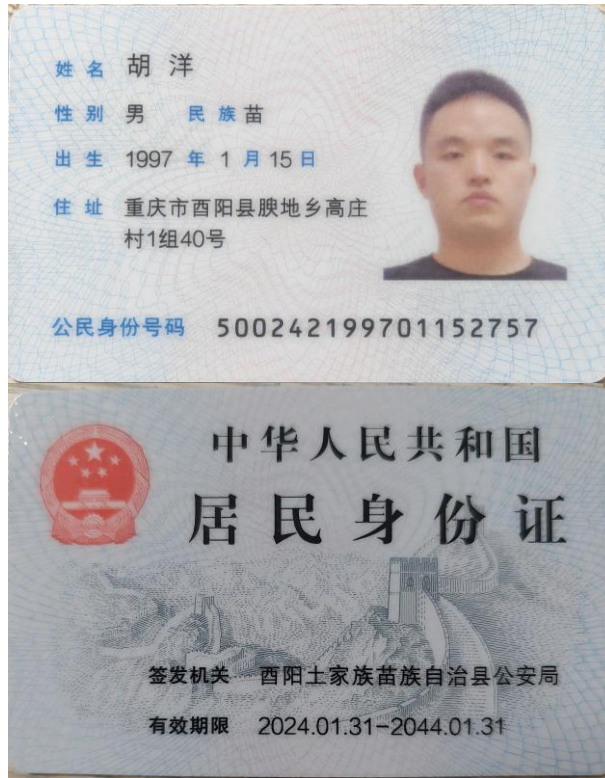 姓名 胡洋
性别 男 民族 苗
出生 1997 年 1 月 15 日
住址 重庆市酉阳县腴地乡高庄
村1组40号
公民身份号码 500242199701152757
中华人民共和国
居民身份证
签发机关 酉阳土家族苗族自治县公安局
有效期限 2024.01.31-2044.01.31